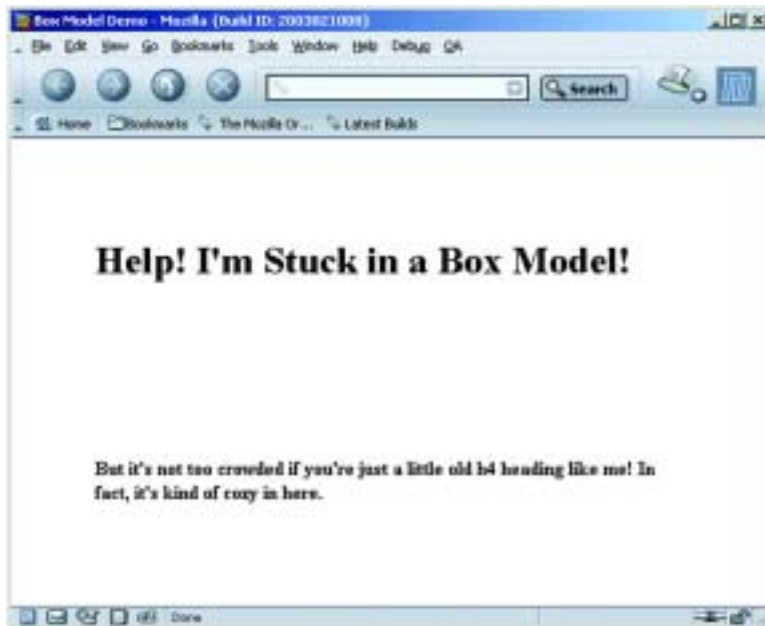 Box Model Demo - Mozilla {Build ID: 2003021008}
File Edit View Go Bookmarks Tools Window Help Debug QA
Search
Home Bookmarks The Mozilla Or... Latest Builds
Help! I'm Stuck in a Box Model!
But it's not too crowded if you're just a little old h4 heading like me! In
fact, it's kind of cozy in here.
Done